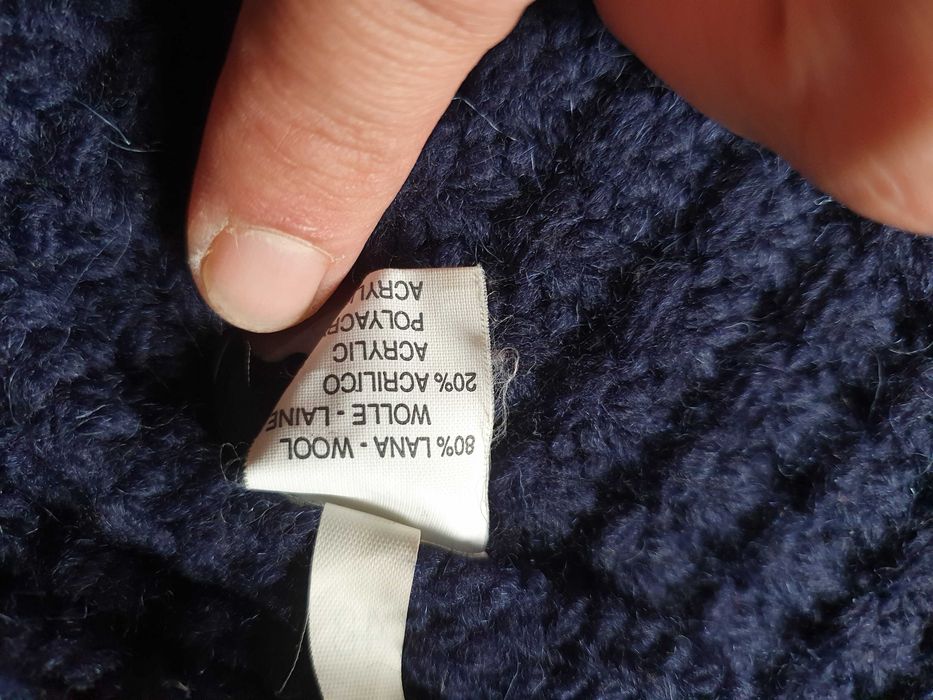 80% LANA - WOOL
WOLLE - LAINE
20% ACRILICO
ACRYLIC